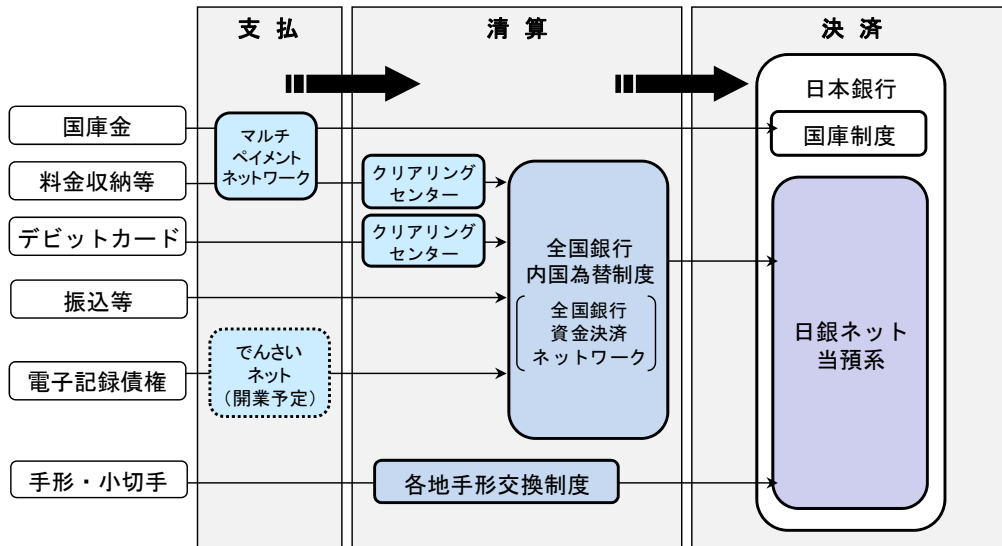 支払
清算
決済
日本銀行
国庫金
マルチ
ペイメント
ネットワーク
国庫制度
料金収納等
クリアリング
センター
デビットカード
クリアリング
センター
全国銀行
内国為替制度
全国銀行
資金決済
ネットワーク
日銀ネット
当預系
振込等
電子記録債権
でんさい
ネット
（開業予定）
手形・小切手
各地手形交換制度